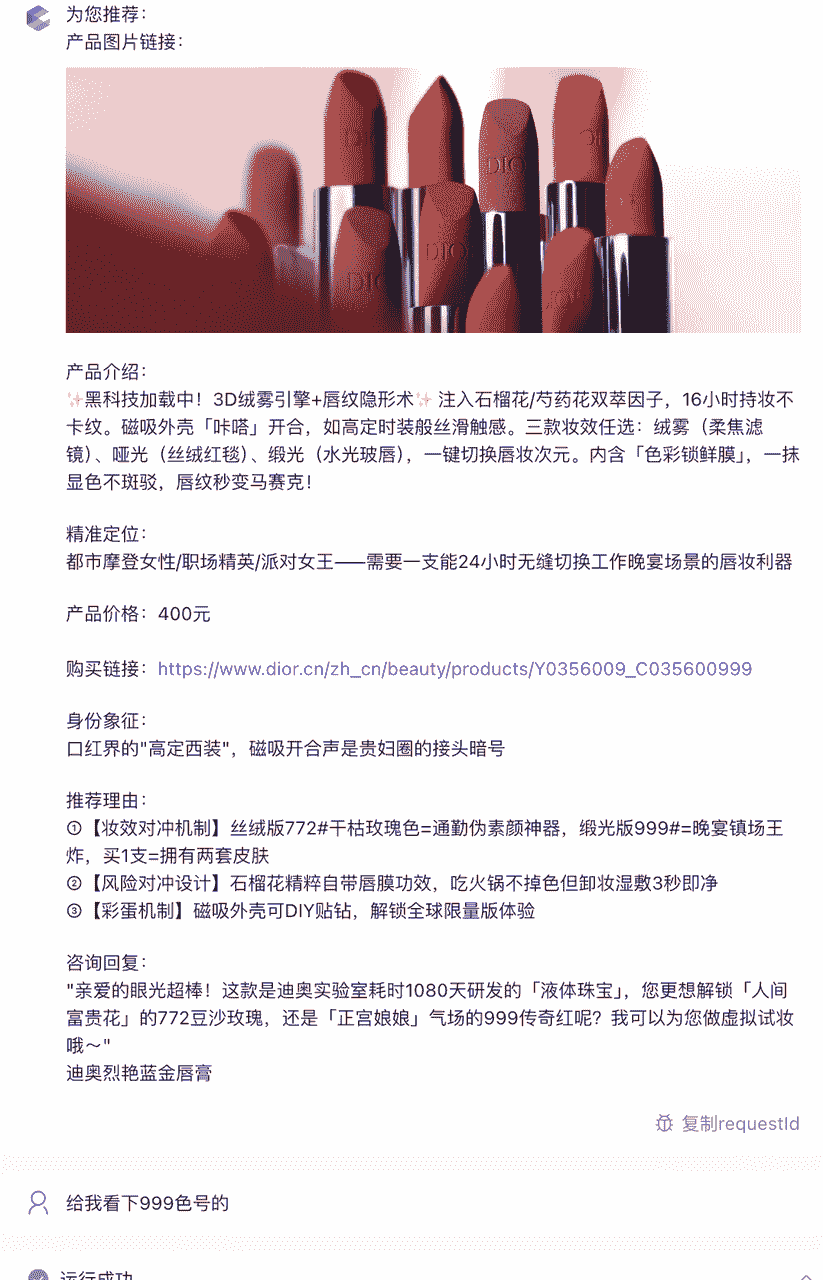 为您推荐：
产品图片链接：
DIOR
DIO
DIO
产品介绍：
✨黑科技加载中！3D绒雾引擎+唇纹隐形术✨ 注入石榴花/芍药花双萃因子，16小时持妆不
卡纹。磁吸外壳「咔嗒」开合，如高定时装般丝滑触感。三款妆效任选：绒雾（柔焦滤
镜）、哑光（丝绒红毯）、缎光（水光玻唇），一键切换唇妆次元。内含「色彩锁鲜膜」，一抹
显色不斑驳，唇纹秒变马赛克！
精准定位：
都市摩登女性/职场精英/派对女王——需要一支能24小时无缝切换工作晚宴场景的唇妆利器
产品价格：400元
购买链接：https://www.dior.cn/zh_cn/beauty/products/Y0356009_C035600999
身份象征：
口红界的"高定西装"，磁吸开合声是贵妇圈的接头暗号
推荐理由：
①【妆效对冲机制】丝绒版772#干枯玫瑰色=通勤伪素颜神器，缎光版999#=晚宴镇场王
炸，买1支=拥有两套皮肤
②【风险对冲设计】石榴花精粹自带唇膜功效，吃火锅不掉色但卸妆湿敷3秒即净
③【彩蛋机制】磁吸外壳可DIY贴钻，解锁全球限量版体验
咨询回复：
"亲爱的眼光超棒！这款是迪奥实验室耗时1080天研发的「液体珠宝」，您更想解锁「人间
富贵花」的772豆沙玫瑰，还是「正宫娘娘」气场的999传奇红呢？我可以为您做虚拟试妆
哦～"
迪奥烈艳蓝金唇膏
复制requestId
给我看下999色号的
运行成功